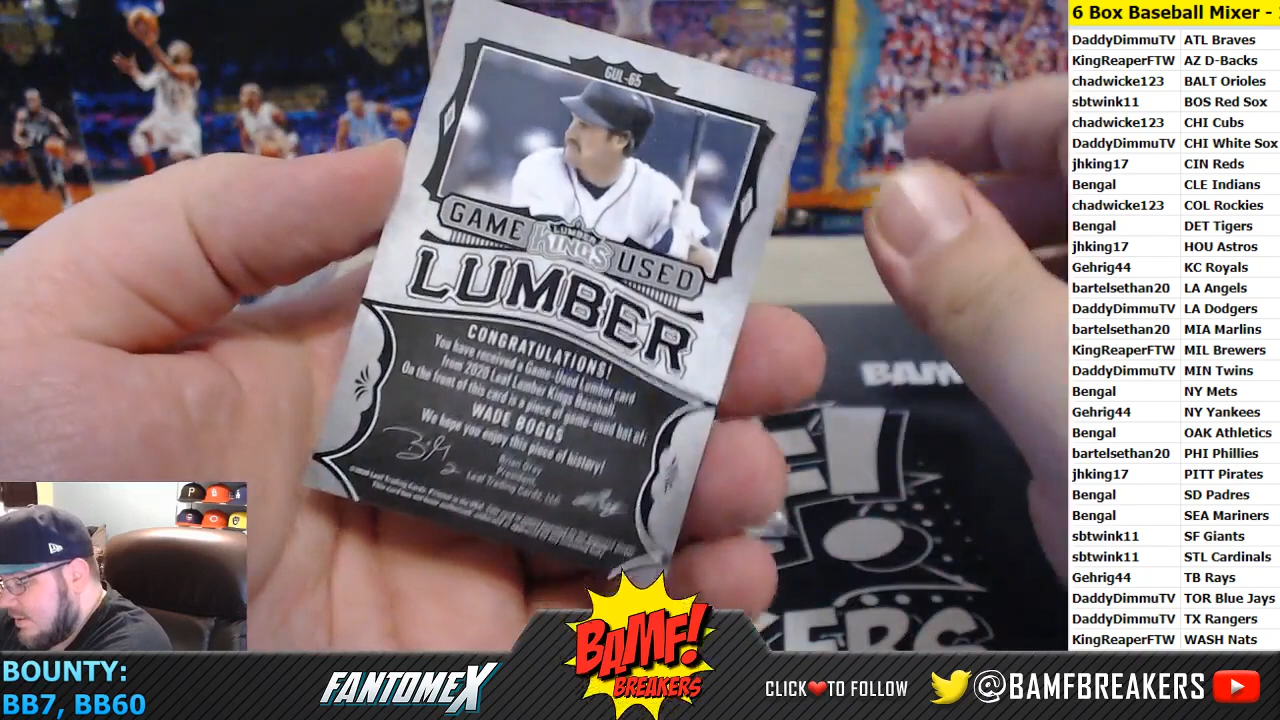 GUL-65
GAME USED
LUMBER KINGS
LUMBER
CONGRATULATIONS!
You have received a Game-Used Lumber card
from 2020 Leaf Lumber Kings Baseball.
On the front of this card is a piece of game-used bat of:
WADE BOGGS
We hope you enjoy this piece of history!
Brian Gray
President
Leaf Trading Cards, LLC
Leaf
BAMF
BOUNTY:
BB7, BB60
FANTOMEX
BAMF!
BREAKERS
CLICK TO FOLLOW
@BAMFBREAKERS
6 Box Baseball Mixer -
DaddyDimmuTV ATL Braves
KingReaperFTW AZ D-Backs
chadwicke123 BALT Orioles
sbtwink11 BOS Red Sox
chadwicke123 CHI Cubs
DaddyDimmuTV CHI White Sox
jhking17 CIN Reds
Bengal CLE Indians
chadwicke123 COL Rockies
Bengal DET Tigers
jhking17 HOU Astros
Gehrig44 KC Royals
bartelsethan20 LA Angels
DaddyDimmuTV LA Dodgers
bartelsethan20 MIA Marlins
KingReaperFTW MIL Brewers
DaddyDimmuTV MIN Twins
Bengal NY Mets
Gehrig44 NY Yankees
Bengal OAK Athletics
bartelsethan20 PHI Phillies
jhking17 PITT Pirates
Bengal SD Padres
Bengal SEA Mariners
sbtwink11 SF Giants
sbtwink11 STL Cardinals
Gehrig44 TB Rays
DaddyDimmuTV TOR Blue Jays
DaddyDimmuTV TX Rangers
KingReaperFTW WASH Nats